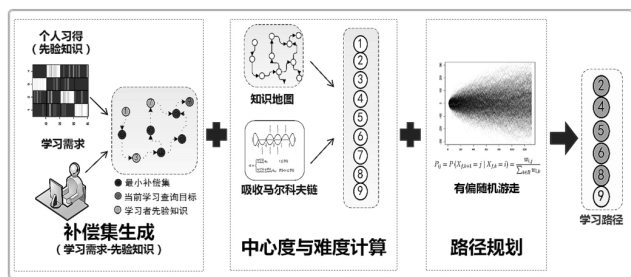 个人习得
（先验知识）
学习需求
最小补偿集
当前学习查询目标
学习者先验知识
补偿集生成
（学习需求-先验知识）
知识地图
吸收马尔科夫链
1
2
3
4
5
6
7
8
9
中心度与难度计算
有偏随机游走
路径规划
2
4
5
6
8
9
学习路径